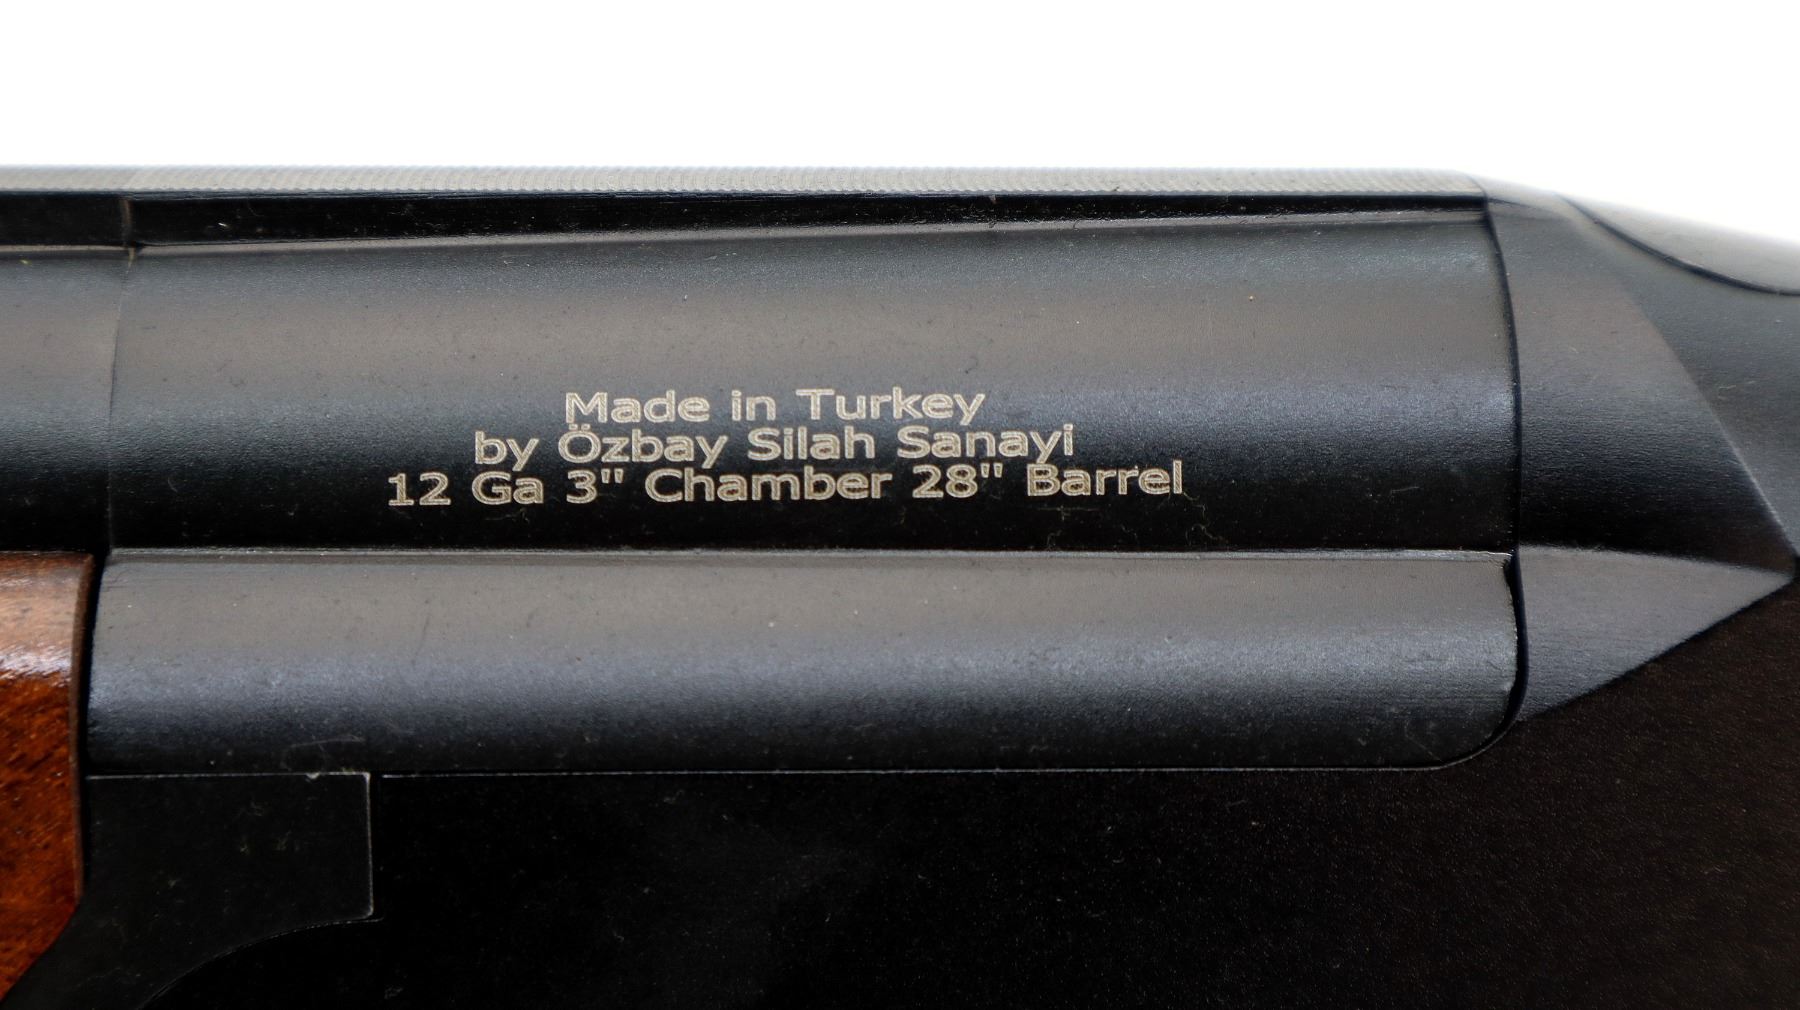 Made in Turkey
by Özbay Silah Sanayi
12 Ga 3" Chamber 28" Barrel